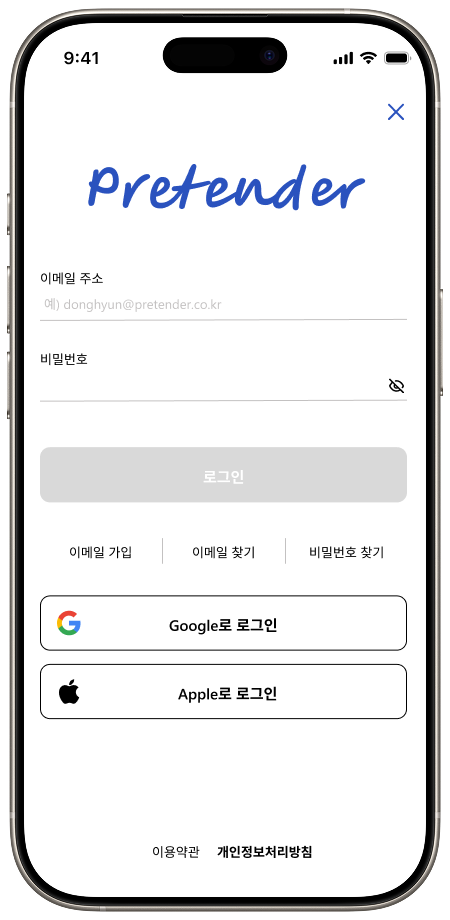 9:41
Pretender
이메일 주소
예) donghyun@pretender.co.kr
비밀번호
로그인
이메일 가입 이메일 찾기 비밀번호 찾기
Google로 로그인
Apple로 로그인
이용약관 개인정보처리방침